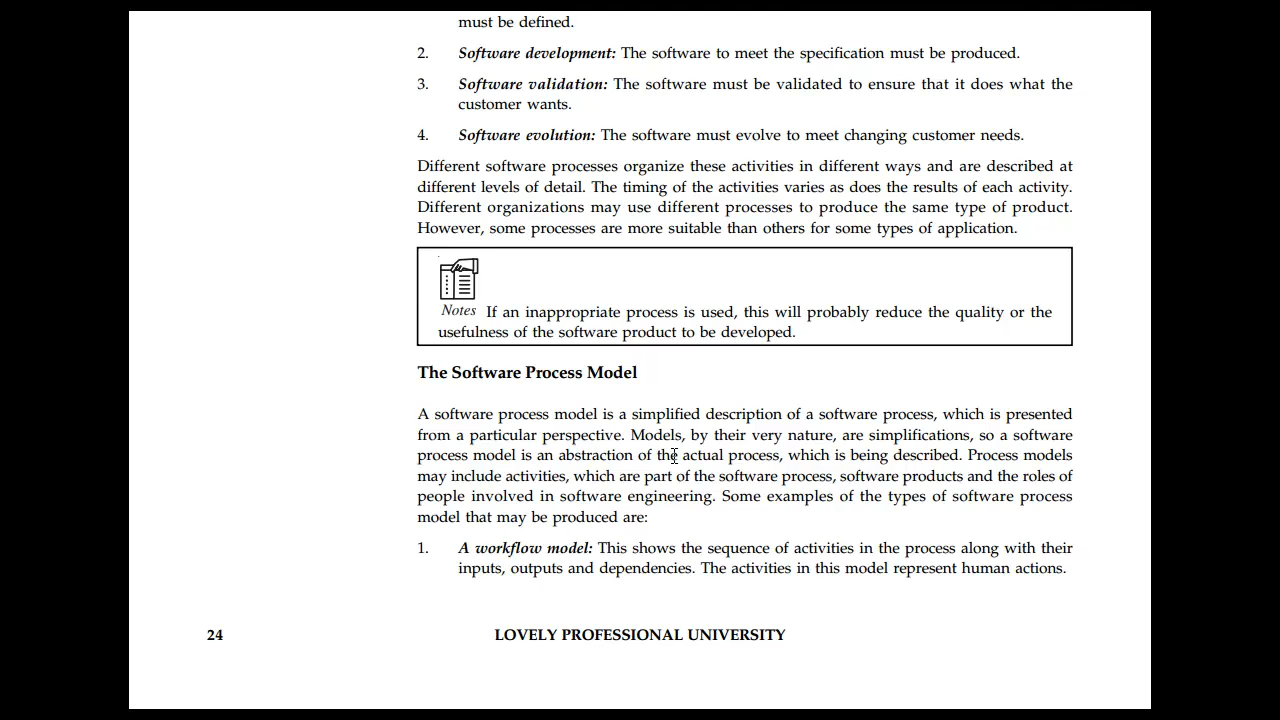 must be defined.
2. Software development: The software to meet the specification must be produced.
3. Software validation: The software must be validated to ensure that it does what the
customer wants.
4. Software evolution: The software must evolve to meet changing customer needs.
Different software processes organize these activities in different ways and are described at
different levels of detail. The timing of the activities varies as does the results of each activity.
Different organizations may use different processes to produce the same type of product.
However, some processes are more suitable than others for some types of application.
Notes If an inappropriate process is used, this will probably reduce the quality or the
usefulness of the software product to be developed.
The Software Process Model
A software process model is a simplified description of a software process, which is presented
from a particular perspective. Models, by their very nature, are simplifications, so a software
process model is an abstraction of the actual process, which is being described. Process models
may include activities, which are part of the software process, software products and the roles of
people involved in software engineering. Some examples of the types of software process
model that may be produced are:
1. A workflow model: This shows the sequence of activities in the process along with their
inputs, outputs and dependencies. The activities in this model represent human actions.
24 LOVELY PROFESSIONAL UNIVERSITY